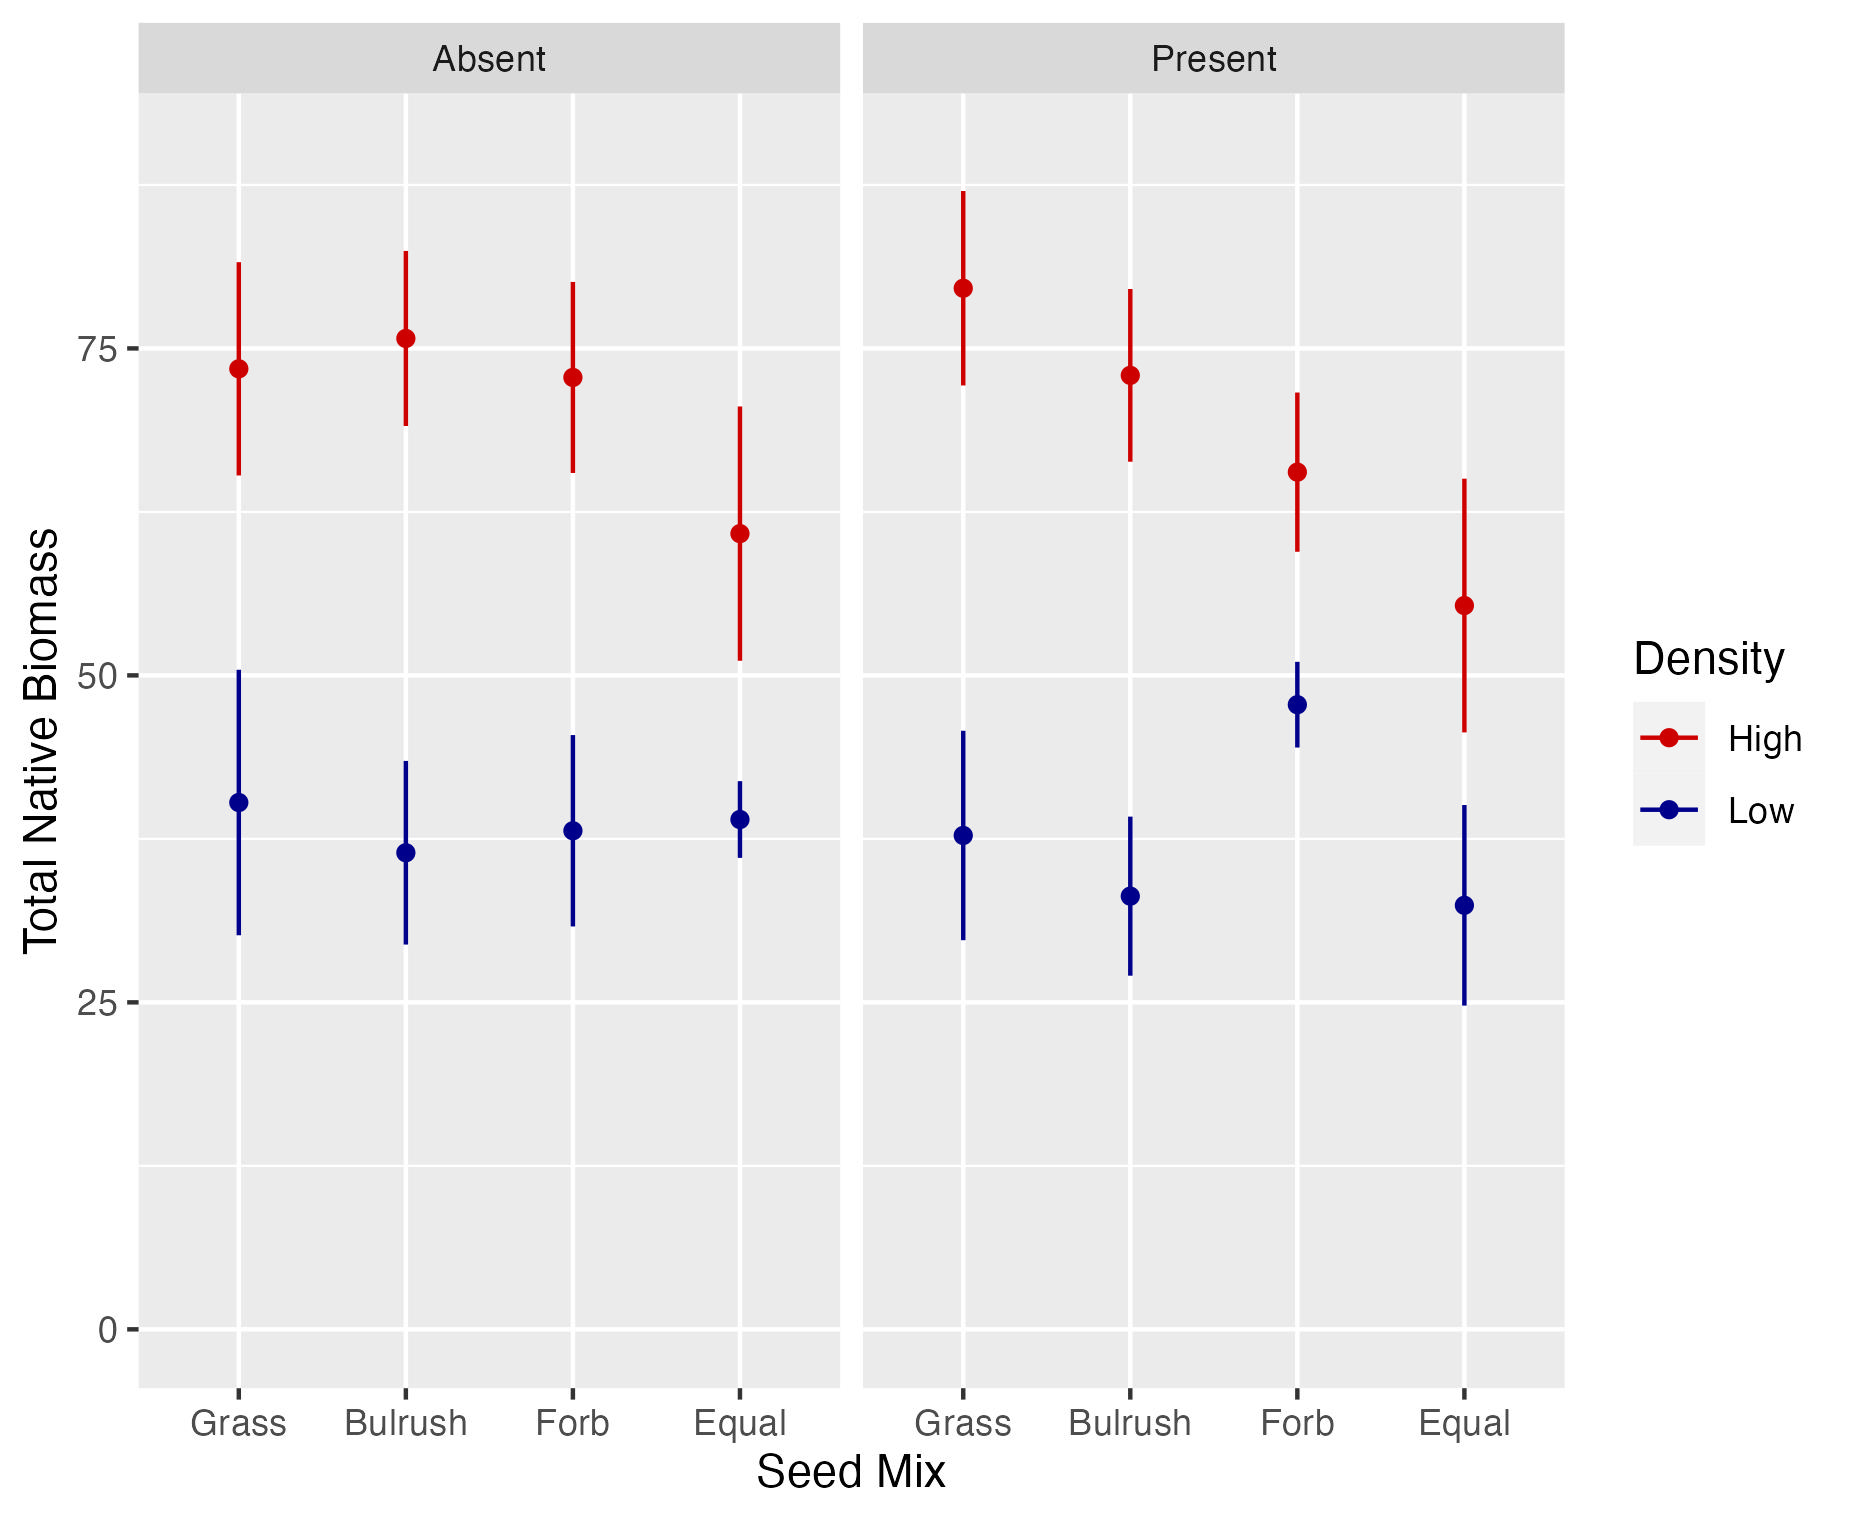 Absent
Present
Total Native Biomass
75
50
25
0
Grass
Bulrush
Forb
Equal
Grass
Bulrush
Forb
Equal
Seed Mix
Density
High
Low